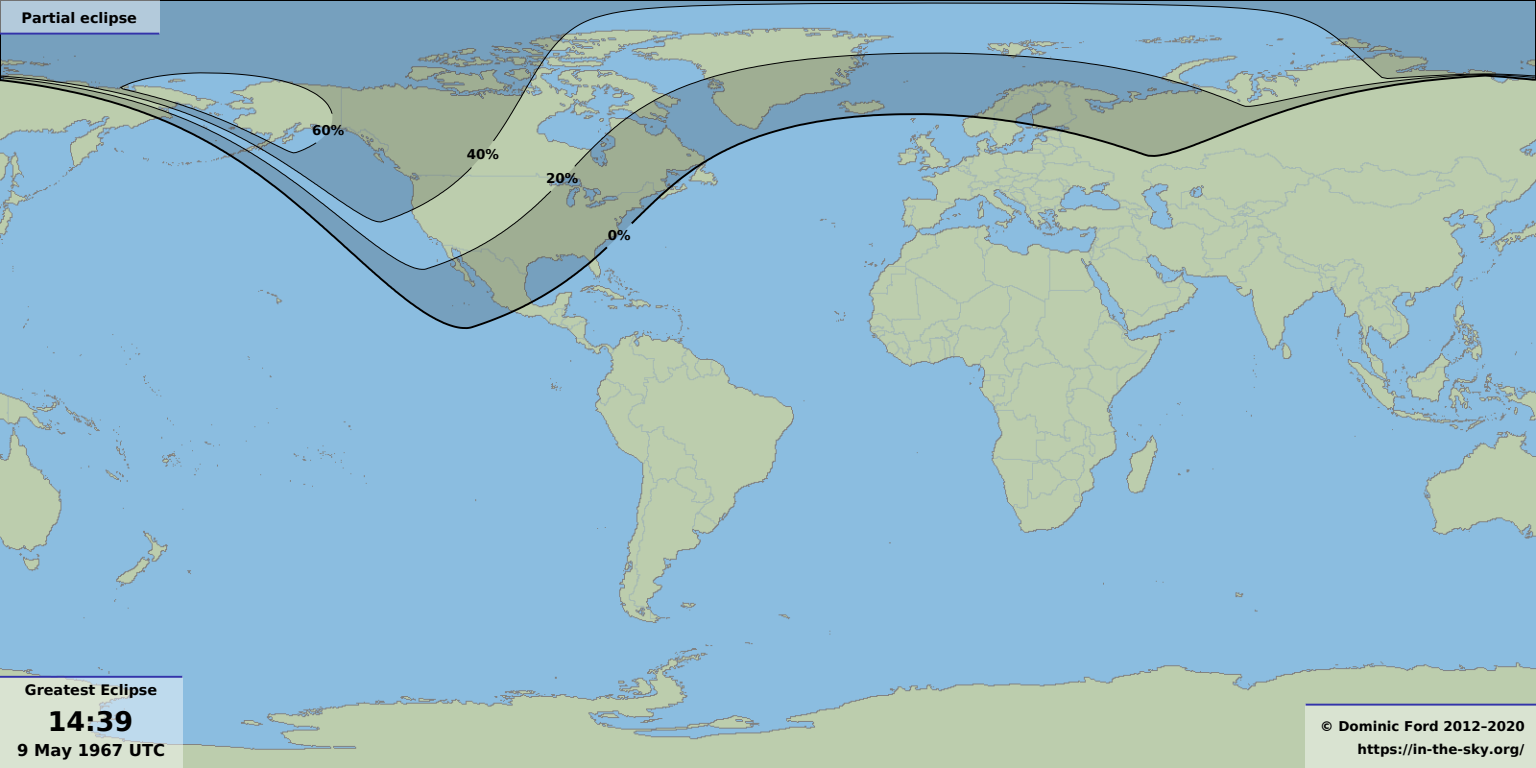 Partial eclipse
60%
40%
20%
0%
Greatest Eclipse
14:39
9 May 1967 UTC
© Dominic Ford 2012–2020
https://in-the-sky.org/